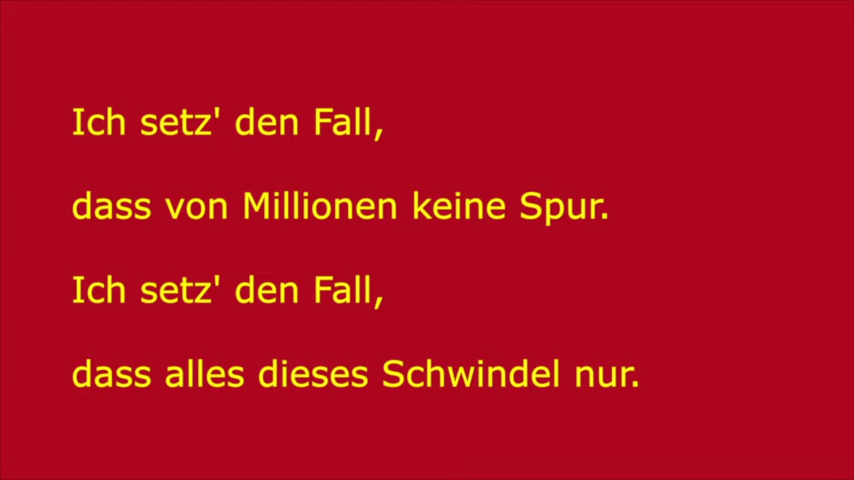 Ich setz' den Fall,
dass von Millionen keine Spur.
Ich setz' den Fall,
dass alles dieses Schwindel nur.